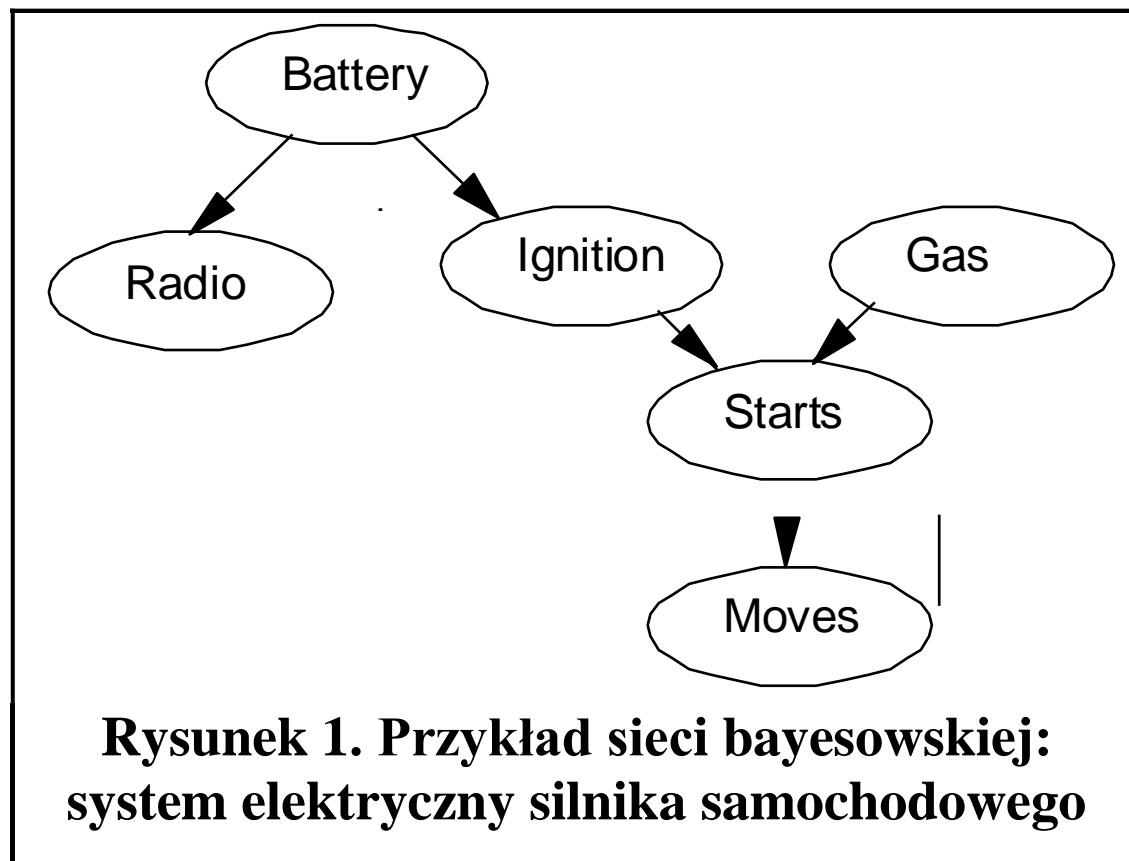 Battery
Radio
Ignition
Gas
Starts
Moves
Rysunek 1. Przykład sieci bayesowskiej:
system elektryczny silnika samochodowego